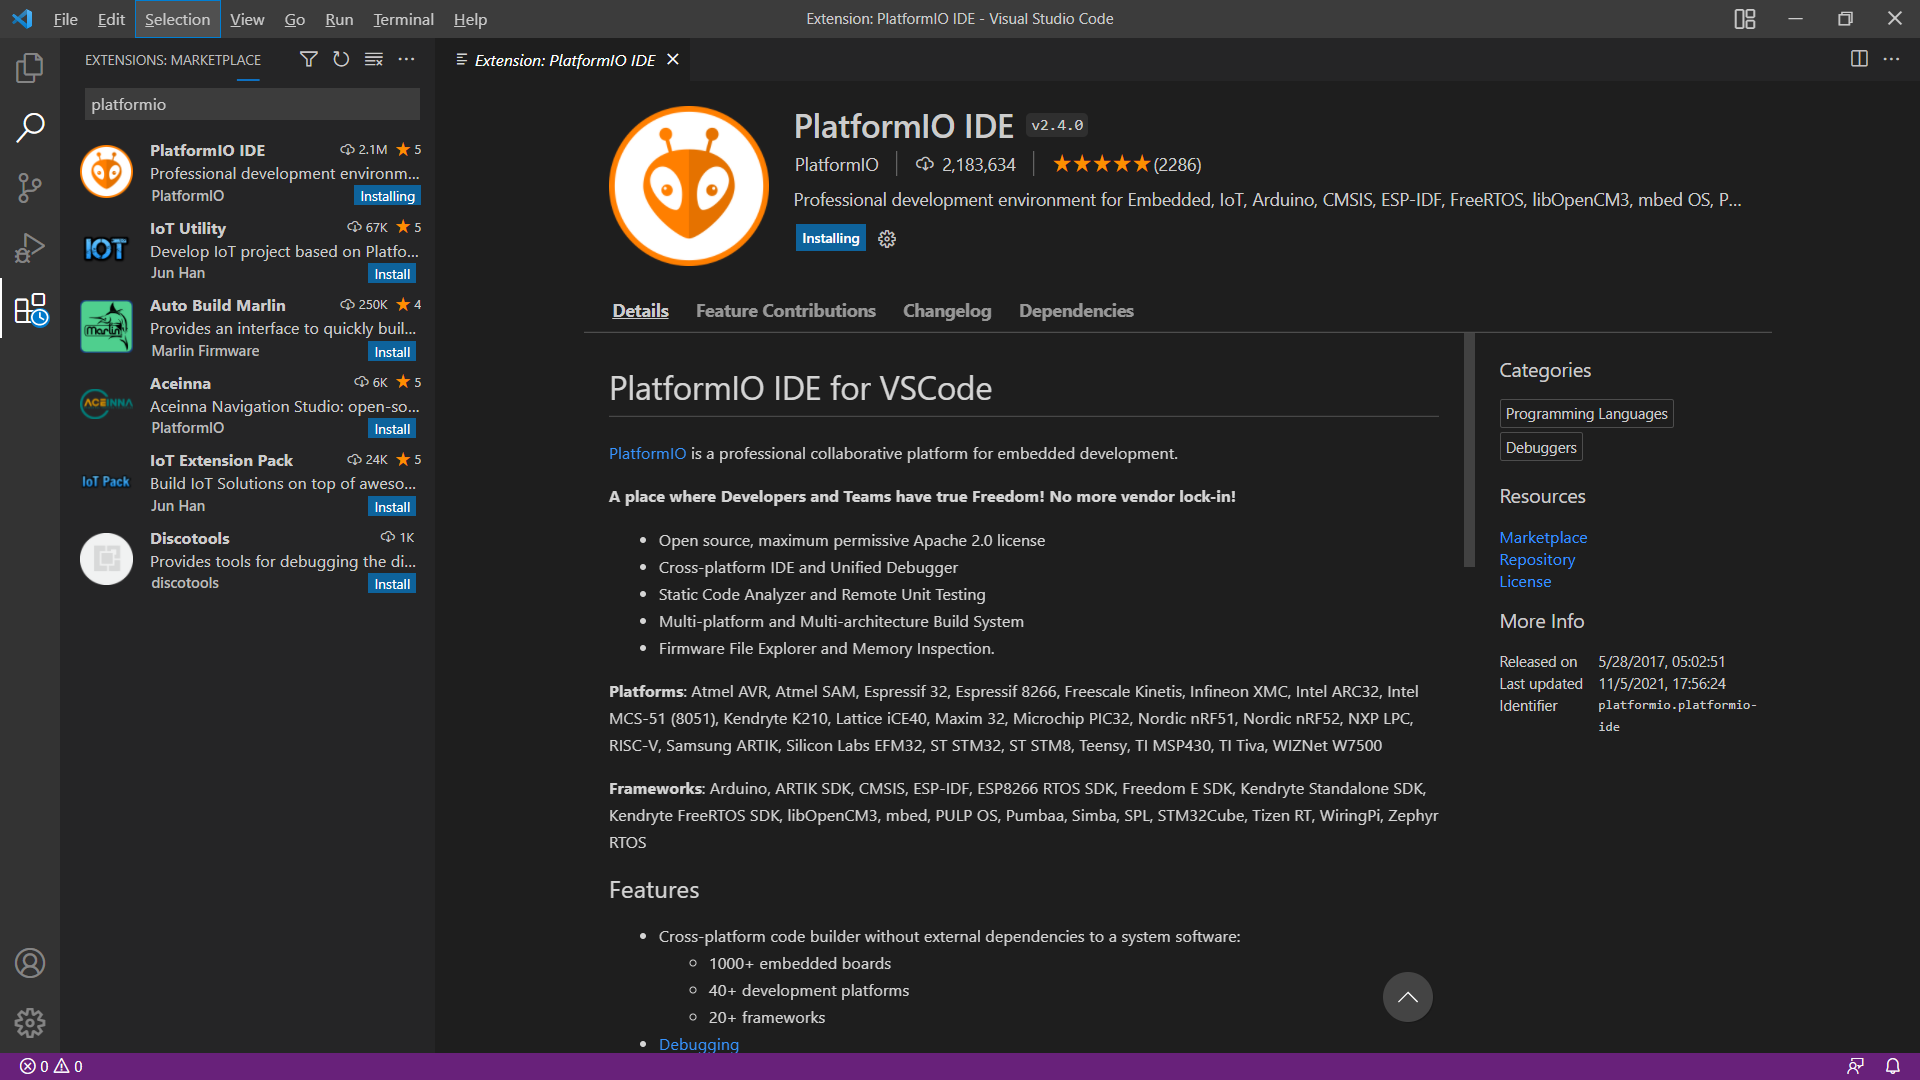 File Edit Selection View Go Run Terminal Help
Extension: PlatformIO IDE - Visual Studio Code
EXTENSIONS: MARKETPLACE
platformio
PlatformIO IDE 2.1M 5
Professional development environm...
PlatformIO Installing
IOT
IoT Utility 67K 5
Develop IoT project based on Platfo...
Jun Han Install
Marlin
Auto Build Marlin 250K 4
Provides an interface to quickly buil...
Marlin Firmware Install
ACEINNA
Aceinna 6K 5
Aceinna Navigation Studio: open-so...
PlatformIO Install
IoT Pack
IoT Extension Pack 24K 5
Build IoT Solutions on top of aweso...
Jun Han Install
Discotools 1K
Provides tools for debugging the di...
discotools Install
Extension: PlatformIO IDE
PlatformIO IDE v2.4.0
PlatformIO 2,183,634 ★★★★★(2286)
Professional development environment for Embedded, IoT, Arduino, CMSIS, ESP-IDF, FreeRTOS, libOpenCM3, mbed OS, P...
Installing
Details Feature Contributions Changelog Dependencies
PlatformIO IDE for VSCode
PlatformIO is a professional collaborative platform for embedded development.
A place where Developers and Teams have true Freedom! No more vendor lock-in!
• Open source, maximum permissive Apache 2.0 license
• Cross-platform IDE and Unified Debugger
• Static Code Analyzer and Remote Unit Testing
• Multi-platform and Multi-architecture Build System
• Firmware File Explorer and Memory Inspection.
Platforms: Atmel AVR, Atmel SAM, Espressif 32, Espressif 8266, Freescale Kinetis, Infineon XMC, Intel ARC32, Intel
MCS-51 (8051), Kendryte K210, Lattice iCE40, Maxim 32, Microchip PIC32, Nordic nRF51, Nordic nRF52, NXP LPC,
RISC-V, Samsung ARTIK, Silicon Labs EFM32, ST STM32, ST STM8, Teensy, TI MSP430, TI Tiva, WIZNet W7500
Frameworks: Arduino, ARTIK SDK, CMSIS, ESP-IDF, ESP8266 RTOS SDK, Freedom E SDK, Kendryte Standalone SDK,
Kendryte FreeRTOS SDK, libOpenCM3, mbed, PULP OS, Pumbaa, Simba, SPL, STM32Cube, Tizen RT, WiringPi, Zephyr
RTOS
Features
• Cross-platform code builder without external dependencies to a system software:
◦ 1000+ embedded boards
◦ 40+ development platforms
◦ 20+ frameworks
• Debugging
Categories
Programming Languages
Debuggers
Resources
Marketplace
Repository
License
More Info
Released on 5/28/2017, 05:02:51
Last updated 11/5/2021, 17:56:24
Identifier platformio.platformio-
ide
0 0